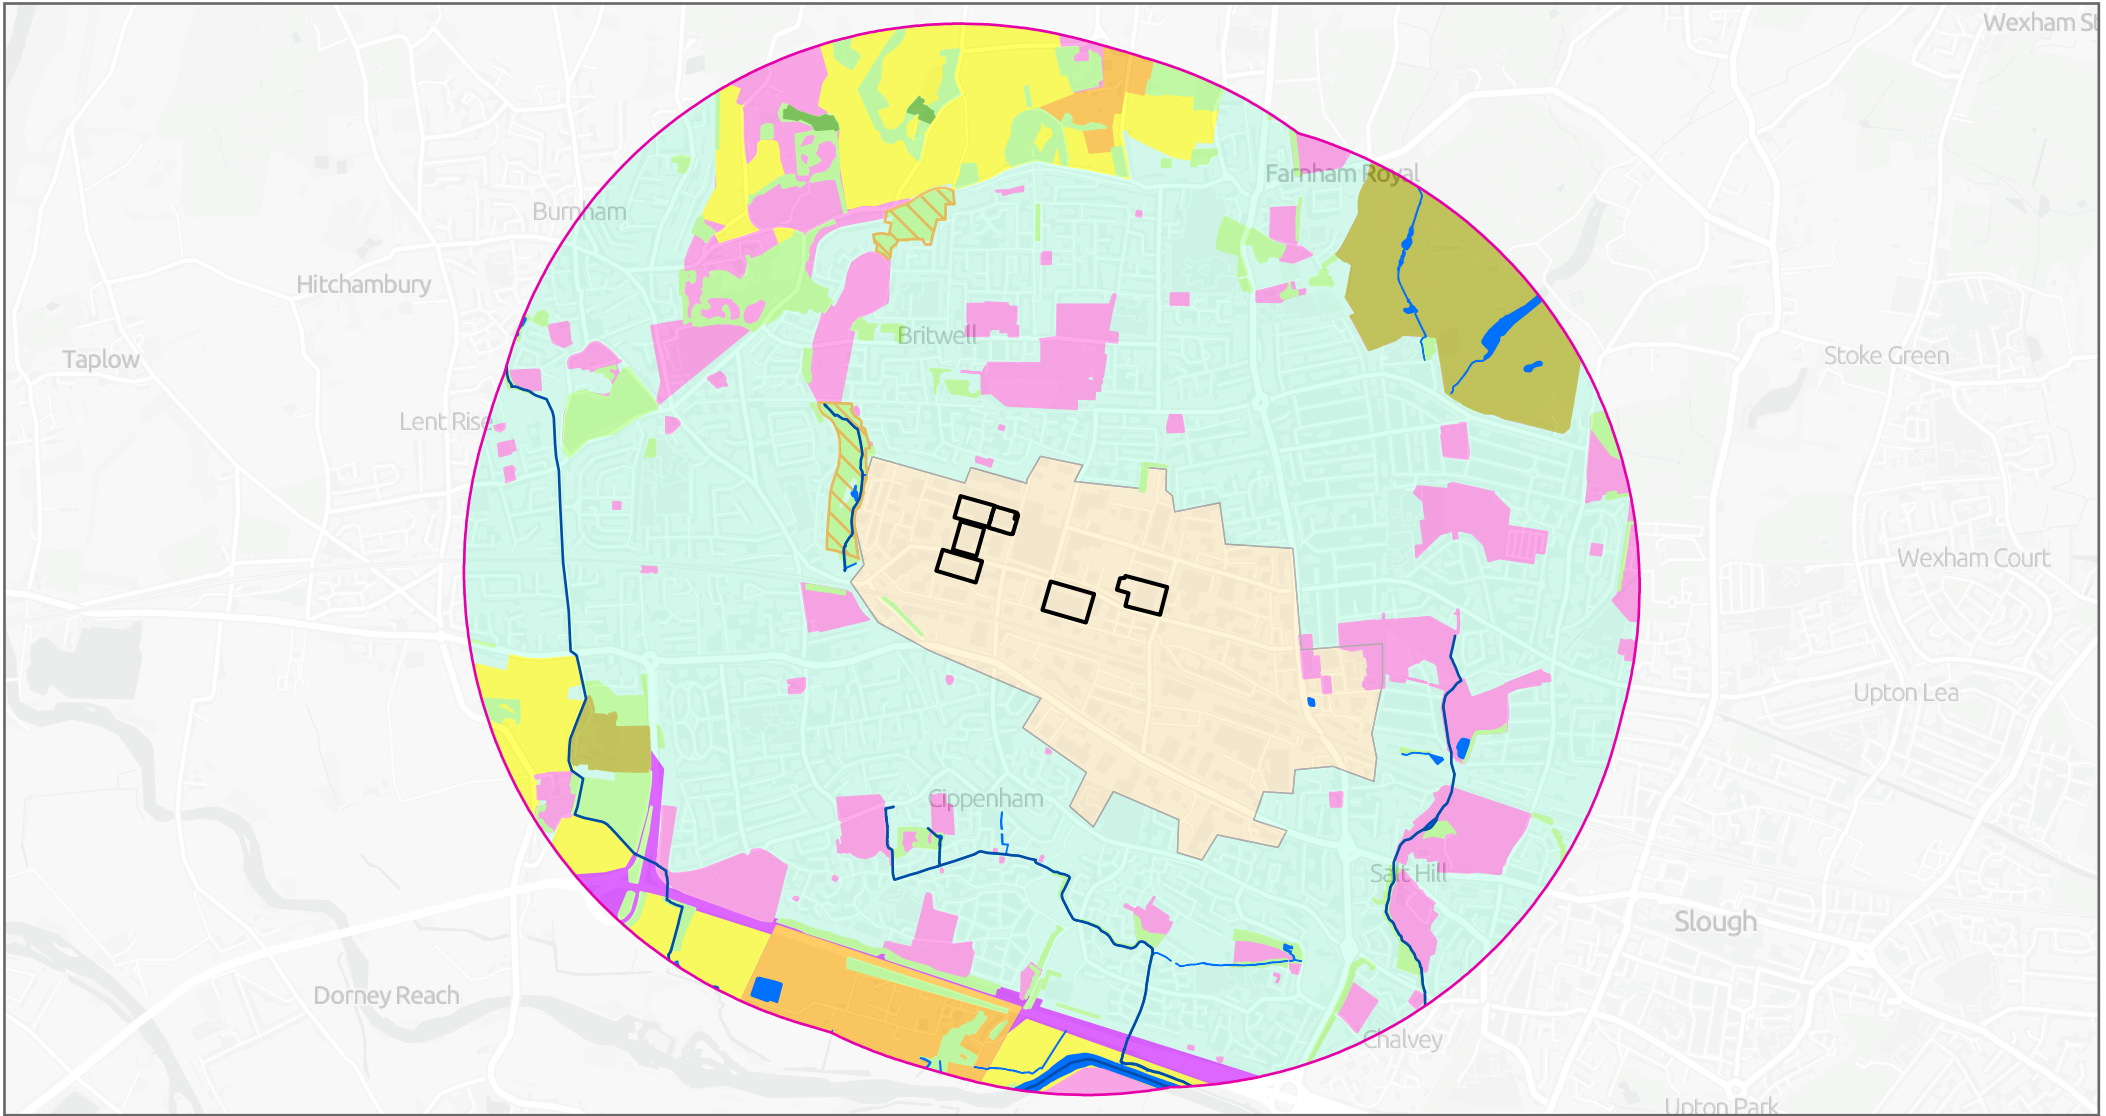 Wexham St
Farnham Royal
Burnham
Hitchambury
Britwell
Taplow
Stoke Green
Lent Rise
Wexham Court
Upton Lea
Cippenham
Salt Hill
Slough
Dorney Reach
Chalvey
Upton Park